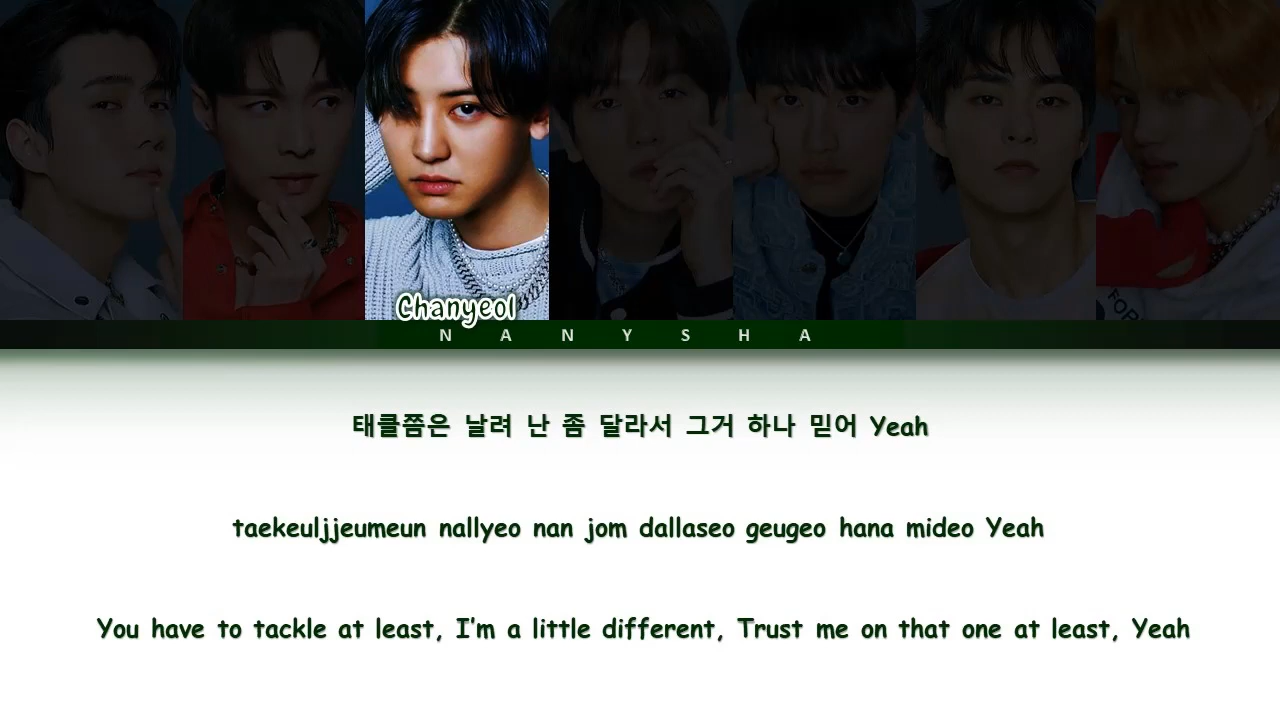 FOR
Chanyeol
NANYSHA
태클쯤은 날려 난 좀 달라서 그거 하나 믿어 Yeah
taekeuljjeumeun nallyeo nan jom dallaseo geugeo hana mideo Yeah
You have to tackle at least, I'm a little different, Trust me on that one at least, Yeah